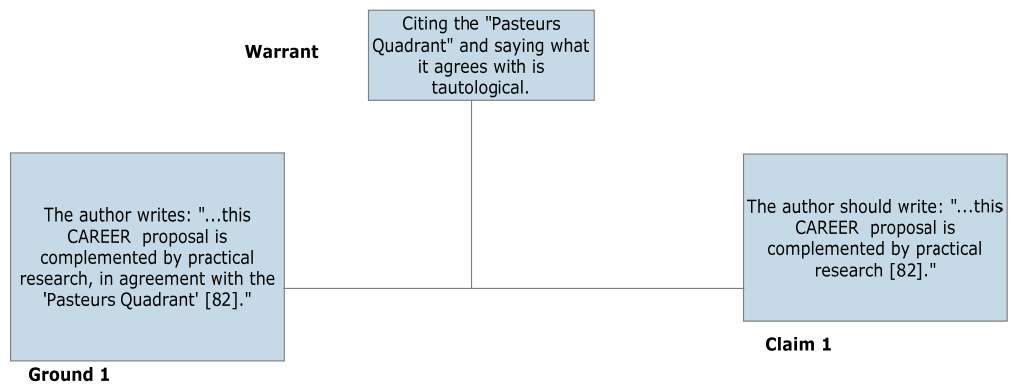 Warrant
Citing the "Pasteurs
Quadrant" and saying what
it agrees with is
tautological.
The author writes: "...this
CAREER proposal is
complemented by practical
research, in agreement with the
'Pasteurs Quadrant' [82]."
Ground 1
The author should write: "...this
CAREER proposal is
complemented by practical
research [82]."
Claim 1